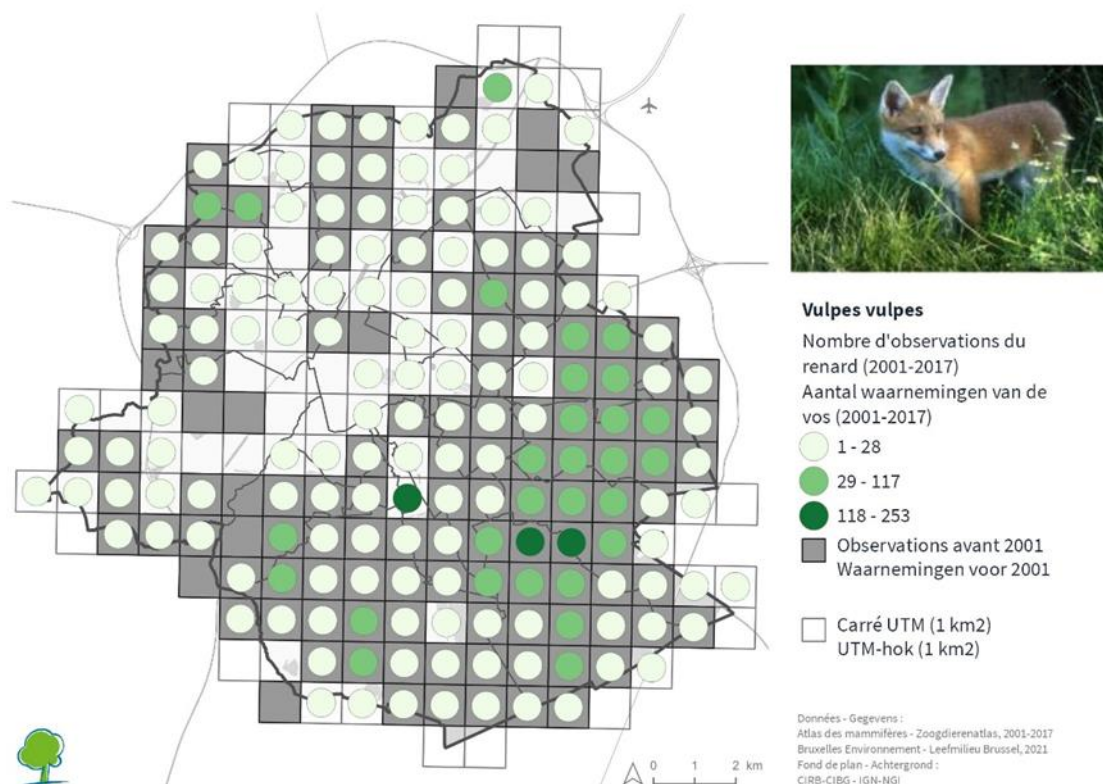 Vulpes vulpes
Nombre d'observations du
renard (2001-2017)
Aantal waarnemingen van de
vos (2001-2017)
1 - 28
29 - 117
118 - 253
Observations avant 2001
Waarnemingen voor 2001
Carré UTM (1 km2)
UTM-hok (1 km2)
Données - Gegevens :
Atlas des mammifères - Zoogdierenatlas, 2001-2017
Bruxelles Environnement - Leefmilieu Brussel, 2021
Fond de plan - Achtergrond :
CIRB-CIBG - IGN-NGI
0 1 2 km